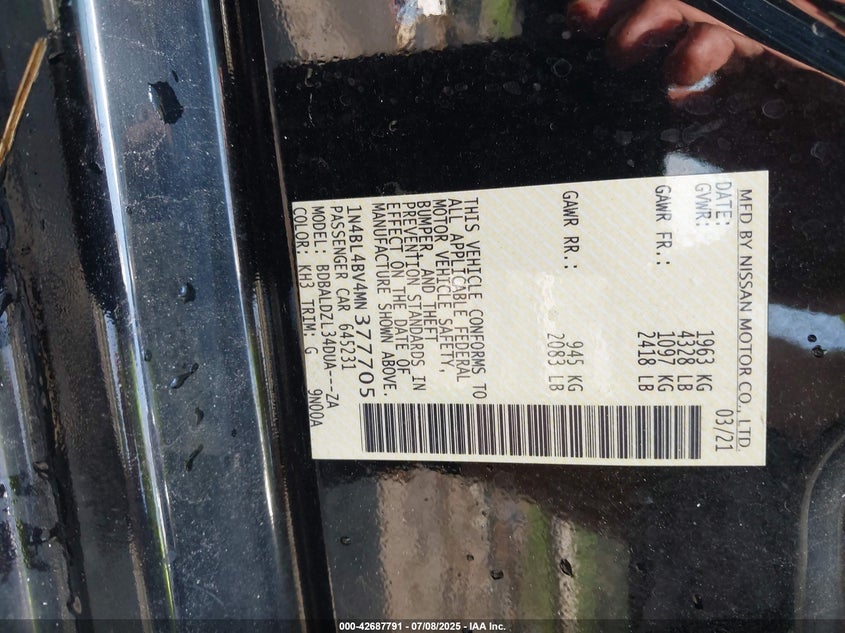 MFD BY NISSAN MOTOR CO., LTD.
DATE: 03/21
GVWR: 1963 KG
4328 LB
GAWR FR.: 1097 KG
2418 LB
GAWR RR.: 945 KG
2083 LB
THIS VEHICLE CONFORMS TO
ALL APPLICABLE FEDERAL
MOTOR VEHICLE SAFETY,
BUMPER, AND THEFT
PREVENTION STANDARDS IN
EFFECT ON THE DATE OF
MANUFACTURE SHOWN ABOVE.
1N4BL4BV4MN377705
PASSENGER CAR 645231
MODEL: BDBALDZL34DUA---ZA
COLOR: KH3 TRIM: G 9N00A
000-42687791 - 07/08/2025 - IAA Inc.